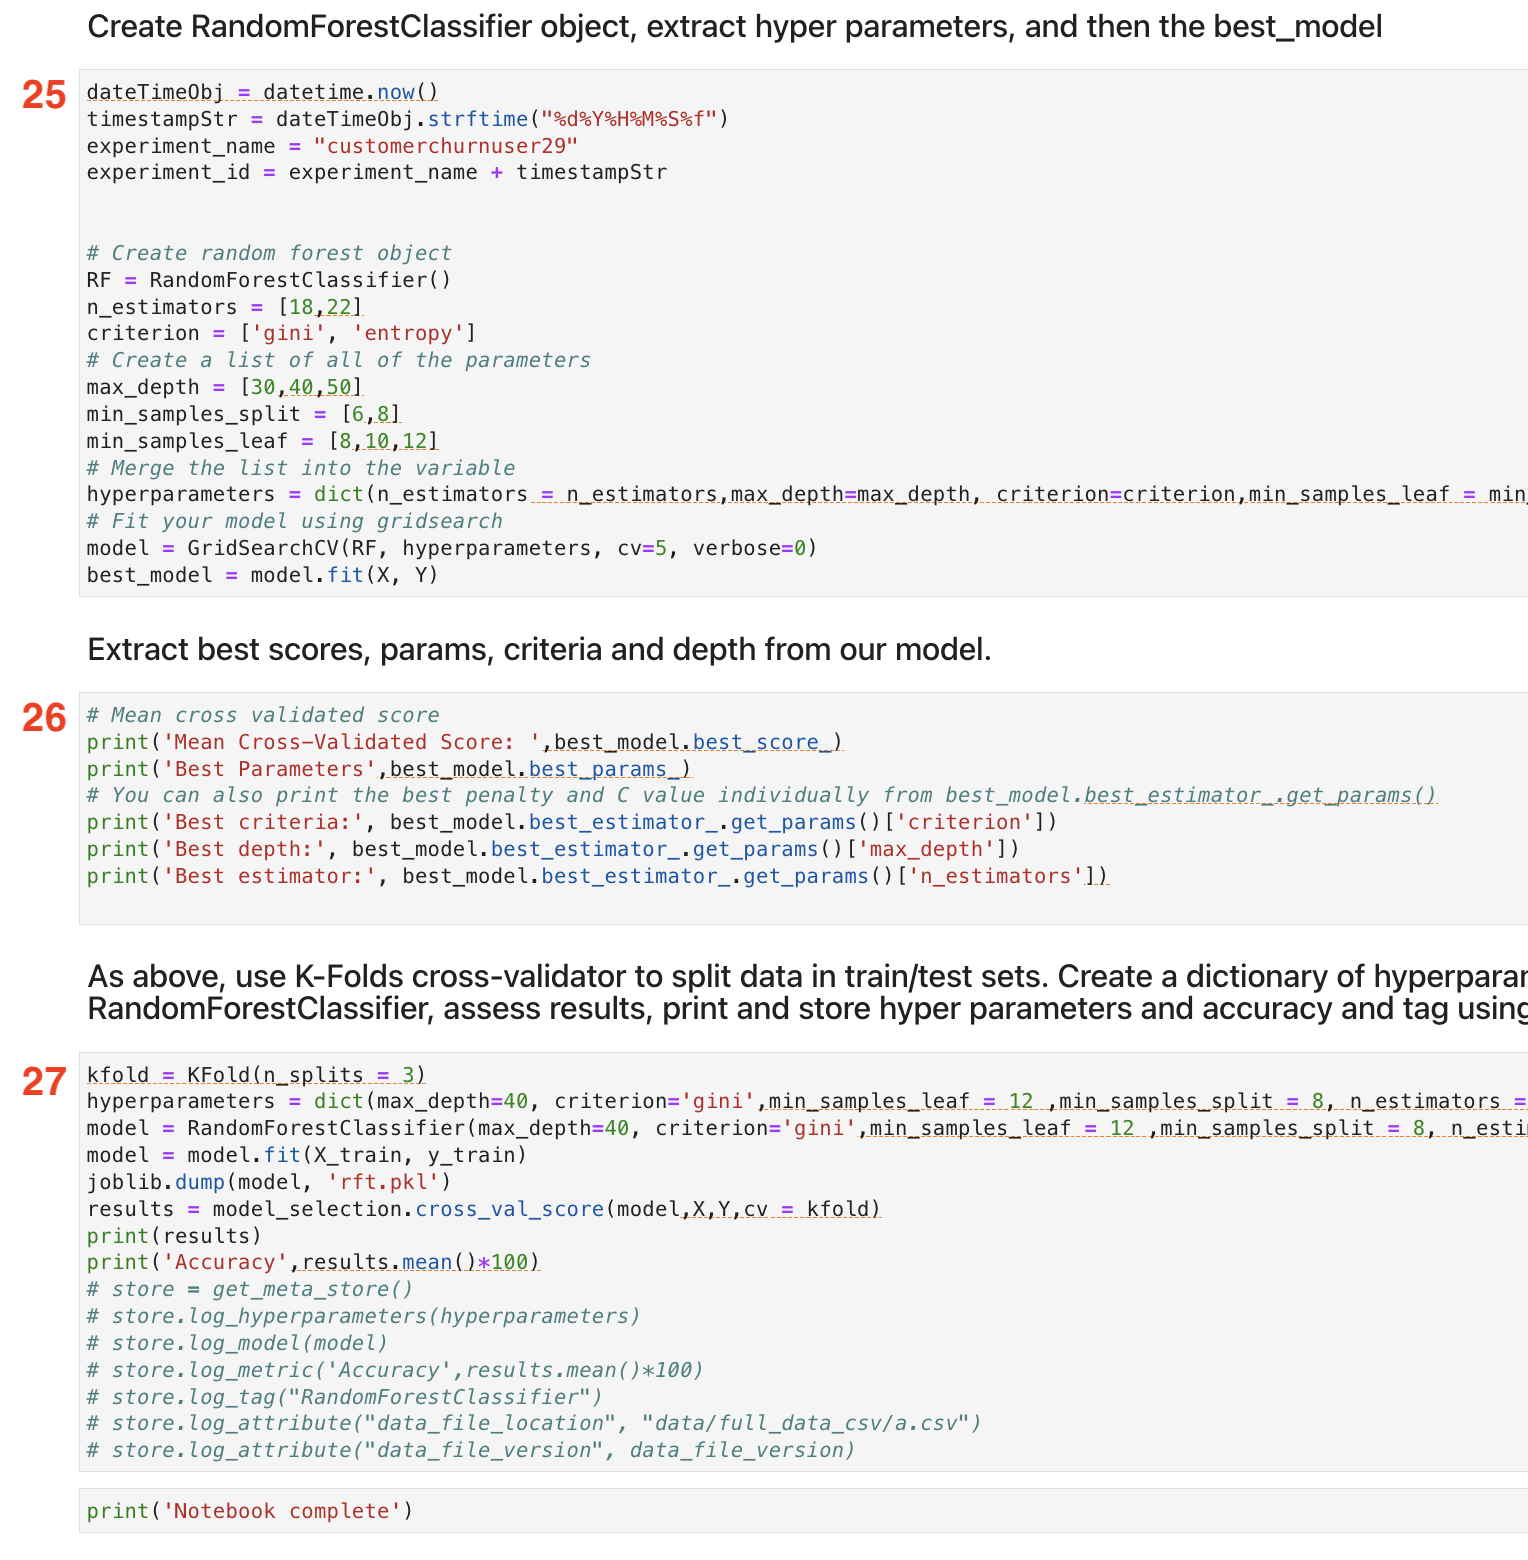 Create RandomForestClassifier object, extract hyper parameters, and then the best_model
25
dateTimeObj = datetime.now()
timestampStr = dateTimeObj.strftime("%d%Y%H%M%S%f")
experiment_name = "customerchurnuser29"
experiment_id = experiment_name + timestampStr
# Create random forest object
RF = RandomForestClassifier()
n_estimators = [18,22]
criterion = ['gini', 'entropy']
# Create a list of all of the parameters
max_depth = [30,40,50]
min_samples_split = [6,8]
min_samples_leaf = [8,10,12]
# Merge the list into the variable
hyperparameters = dict(n_estimators = n_estimators,max_depth=max_depth, criterion=criterion,min_samples_leaf = min_
# Fit your model using gridsearch
model = GridSearchCV(RF, hyperparameters, cv=5, verbose=0)
best_model = model.fit(X, Y)
Extract best scores, params, criteria and depth from our model.
26
# Mean cross validated score
print('Mean Cross-Validated Score: ',best_model.best_score_)
print('Best Parameters',best_model.best_params_)
# You can also print the best penalty and C value individually from best_model.best_estimator_.get_params()
print('Best criteria:', best_model.best_estimator_.get_params()['criterion'])
print('Best depth:', best_model.best_estimator_.get_params()['max_depth'])
print('Best estimator:', best_model.best_estimator_.get_params()['n_estimators'])
As above, use K-Folds cross-validator to split data in train/test sets. Create a dictionary of hyperparar
RandomForestClassifier, assess results, print and store hyper parameters and accuracy and tag using
27
kfold = KFold(n_splits = 3)
hyperparameters = dict(max_depth=40, criterion='gini',min_samples_leaf = 12 ,min_samples_split = 8, n_estimators =
model = RandomForestClassifier(max_depth=40, criterion='gini',min_samples_leaf = 12 ,min_samples_split = 8, n_estim
model = model.fit(X_train, y_train)
joblib.dump(model, 'rft.pkl')
results = model_selection.cross_val_score(model,X,Y,cv = kfold)
print(results)
print('Accuracy',results.mean()*100)
# store = get_meta_store()
# store.log_hyperparameters(hyperparameters)
# store.log_model(model)
# store.log_metric('Accuracy',results.mean()*100)
# store.log_tag("RandomForestClassifier")
# store.log_attribute("data_file_location", "data/full_data_csv/a.csv")
# store.log_attribute("data_file_version", data_file_version)
print('Notebook complete')